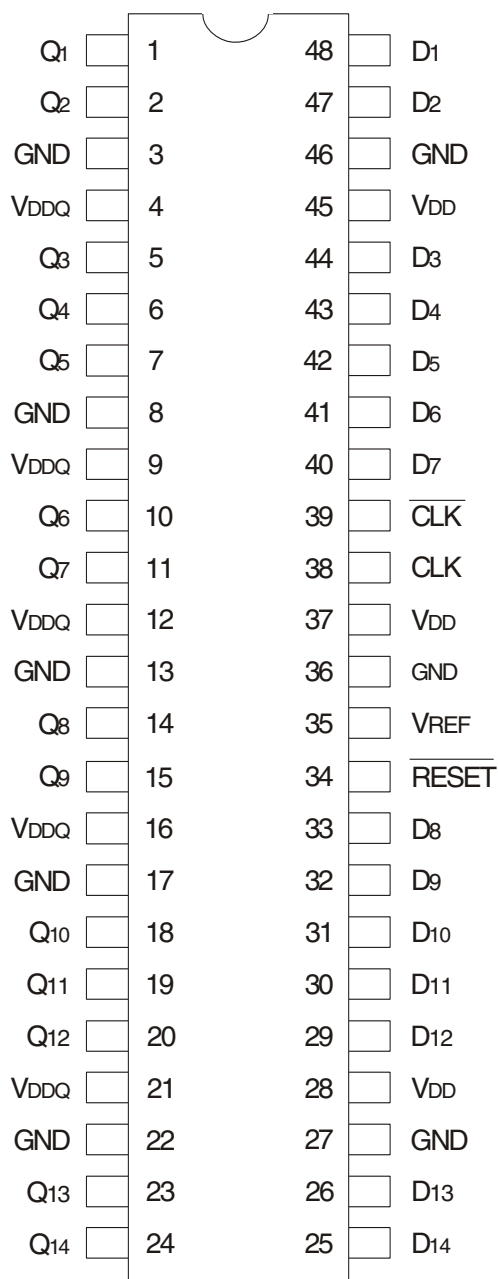 Q1 1 48 D1
Q2 2 47 D2
GND 3 46 GND
VDDQ 4 45 VDD
Q3 5 44 D3
Q4 6 43 D4
Q5 7 42 D5
GND 8 41 D6
VDDQ 9 40 D7
Q6 10 39 C̅L̅K̅
Q7 11 38 CLK
VDDQ 12 37 VDD
GND 13 36 GND
Q8 14 35 VREF
Q9 15 34 R̅E̅S̅E̅T̅
VDDQ 16 33 D8
GND 17 32 D9
Q10 18 31 D10
Q11 19 30 D11
Q12 20 29 D12
VDDQ 21 28 VDD
GND 22 27 GND
Q13 23 26 D13
Q14 24 25 D14